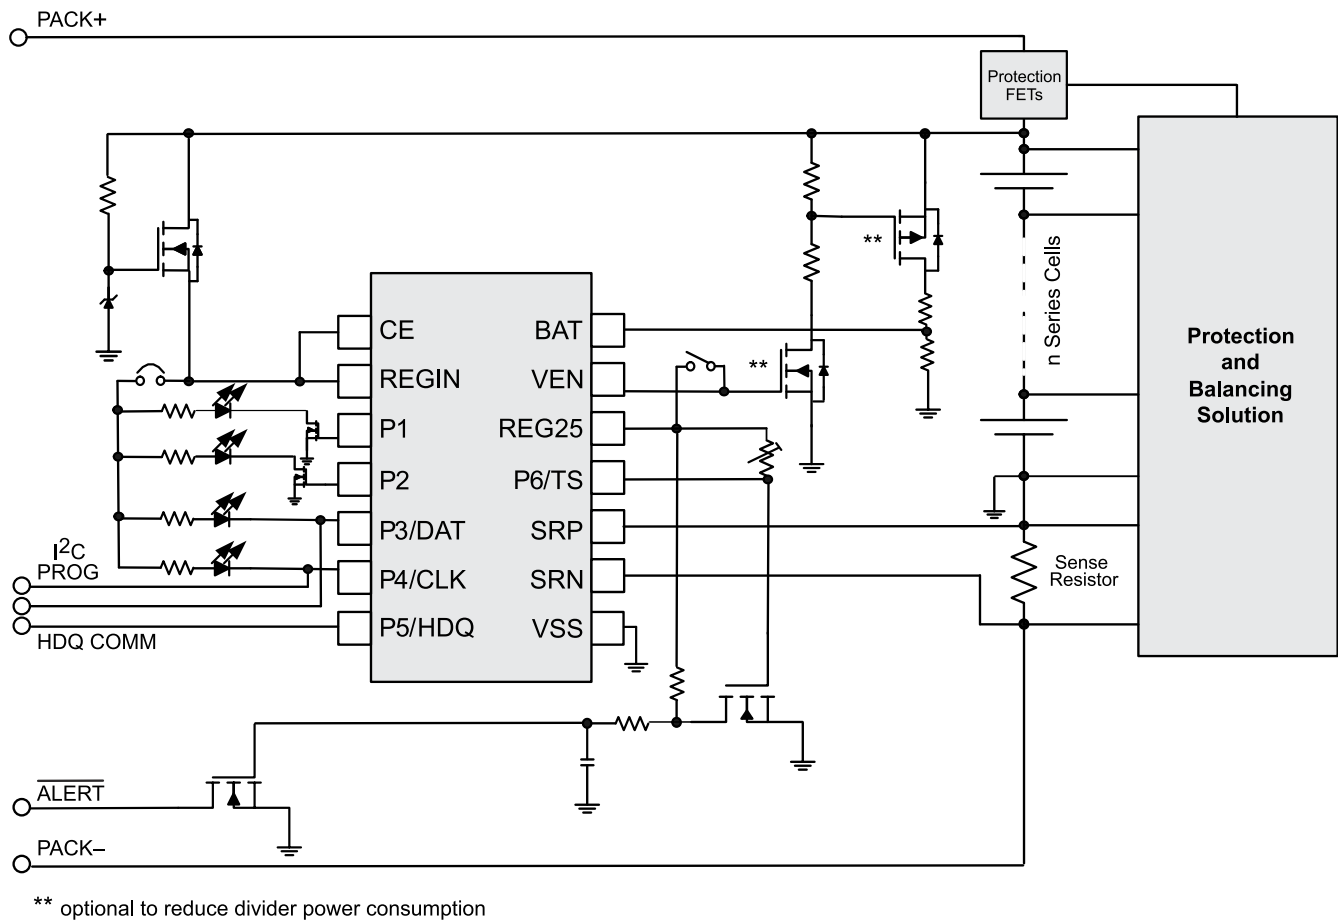 PACK+
Protection
FETs
**
n Series Cells
Protection
and
Balancing
Solution
CE
BAT
**
REGIN
VEN
P1
REG25
P2
P6/TS
P3/DAT
SRP
I2C
PROG
P4/CLK
SRN
Sense
Resistor
P5/HDQ
VSS
HDQ COMM
ALERT
PACK–
** optional to reduce divider power consumption